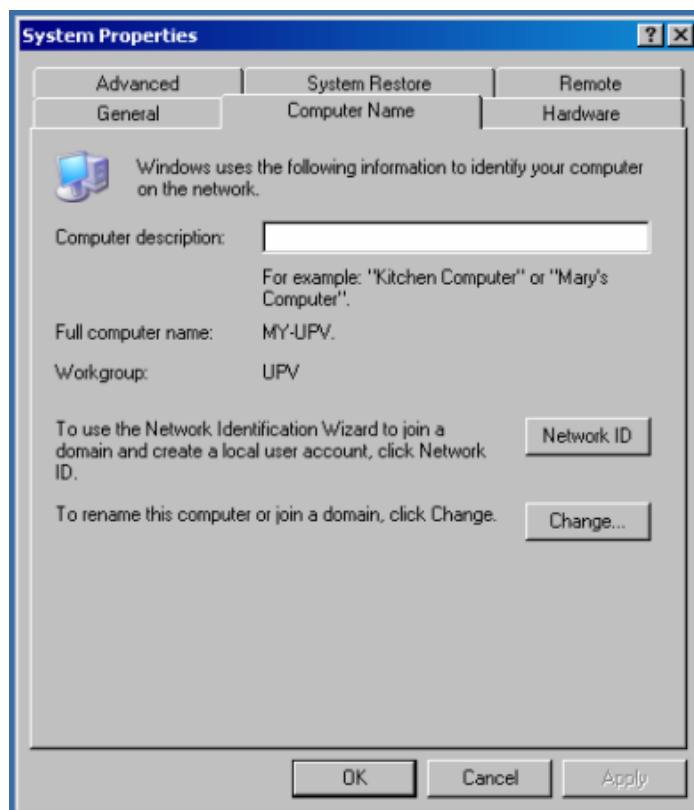 System Properties
Advanced System Restore Remote
General Computer Name Hardware
Windows uses the following information to identify your computer
on the network.
Computer description:
For example: "Kitchen Computer" or "Mary's
Computer".
Full computer name: MY-UPV.
Workgroup: UPV
To use the Network Identification Wizard to join a
domain and create a local user account, click Network
ID.
Network ID
To rename this computer or join a domain, click Change.
Change...
OK Cancel Apply